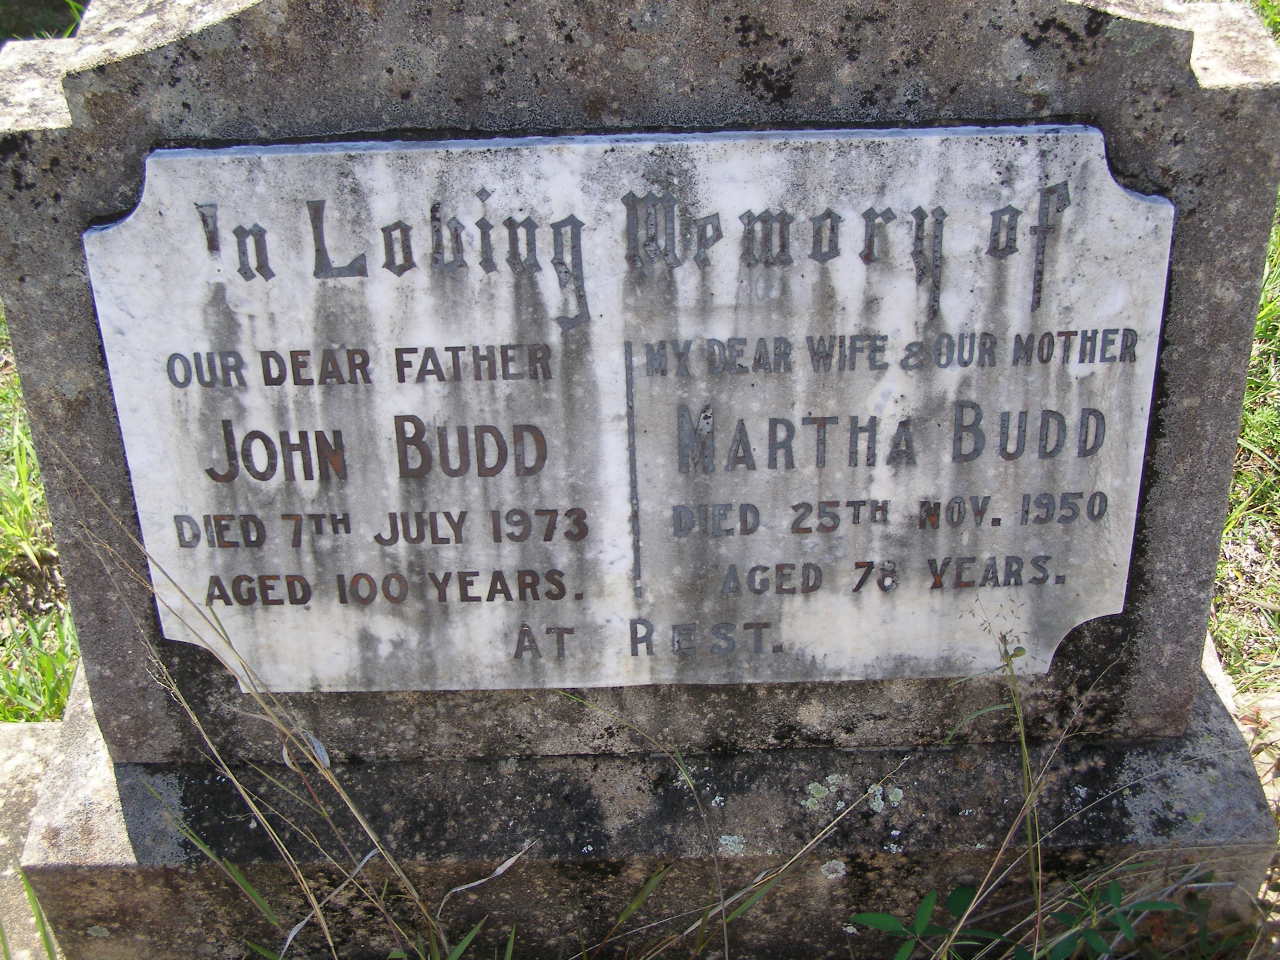 In Loving Memory of
OUR DEAR FATHER
JOHN BUDD
DIED 7TH JULY 1973
AGED 100 YEARS.
MY DEAR WIFE & OUR MOTHER
MARTHA BUDD
DIED 25TH NOV. 1950
AGED 78 YEARS.
AT REST.